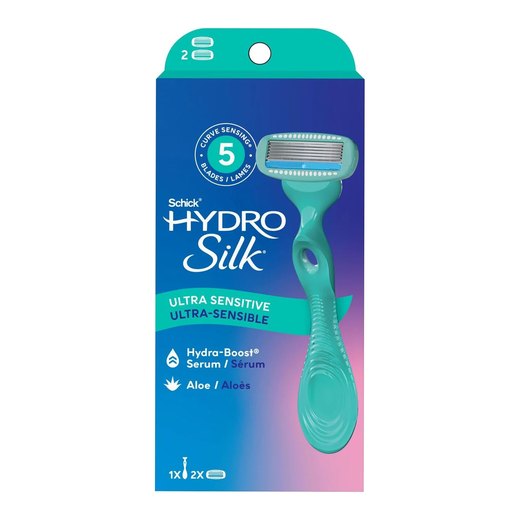 2
CURVE SENSING*
5
BLADES / LAMES
Schick®
HYDRO
Silk®
ULTRA SENSITIVE
ULTRA-SENSIBLE
Hydra-Boost®
Serum / Sérum
Aloe / Aloès
1X 2X